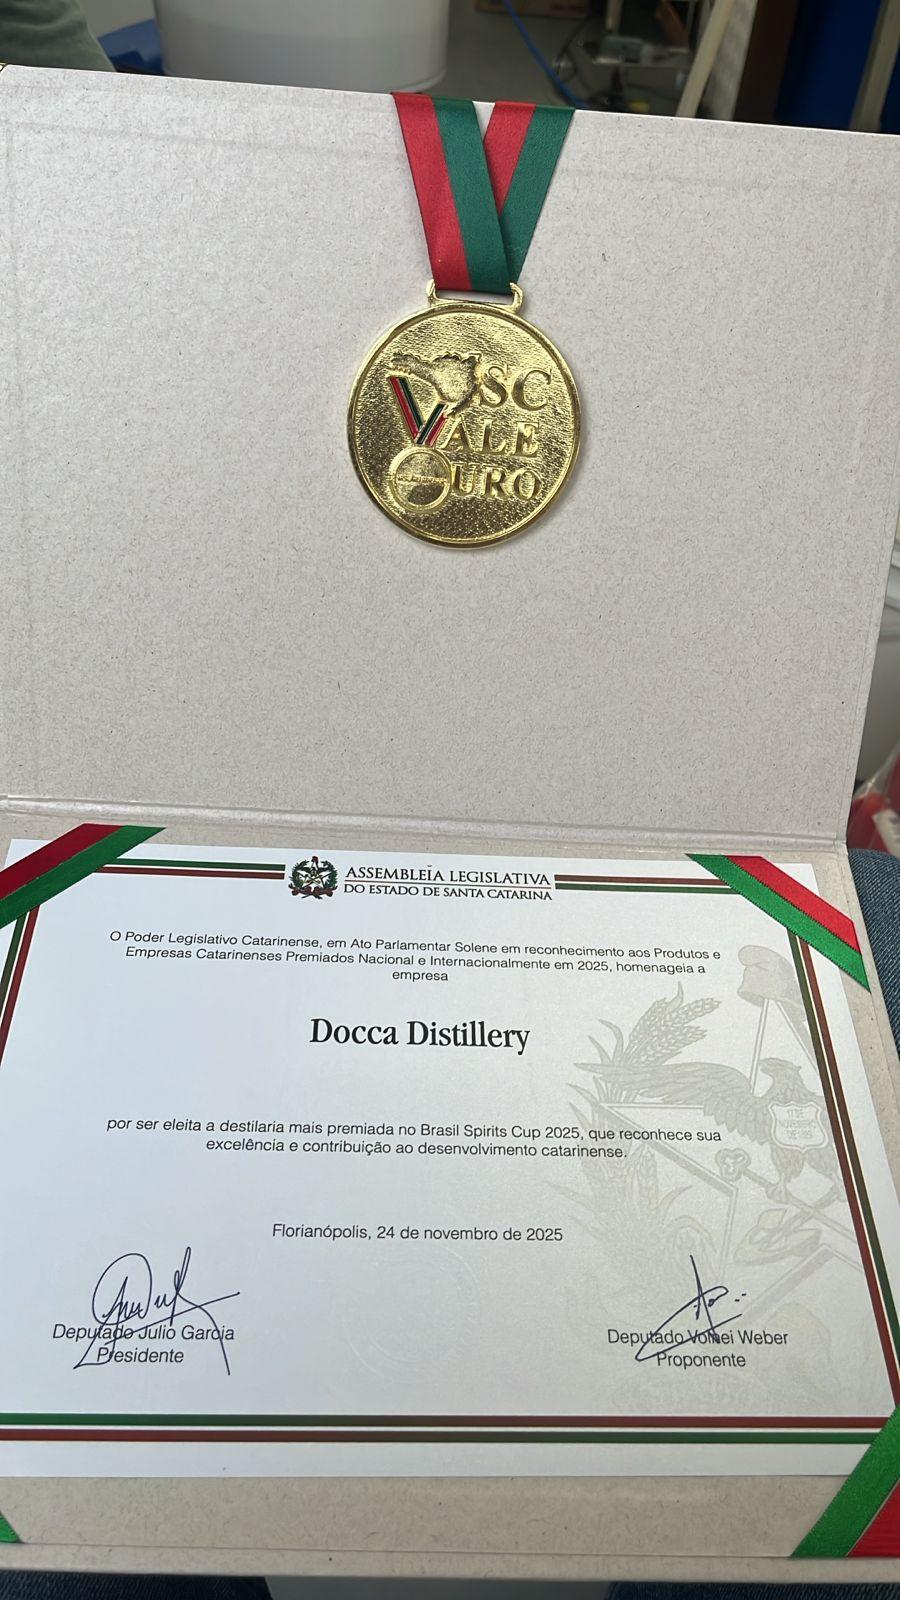 SC
VALE
OURO
ASSEMBLEIA LEGISLATIVA
DO ESTADO DE SANTA CATARINA
O Poder Legislativo Catarinense, em Ato Parlamentar Solene em reconhecimento aos Produtos e
Empresas Catarinenses Premiados Nacional e Internacionalmente em 2025, homenageia a
empresa
Docca Distillery
por ser eleita a destilaria mais premiada no Brasil Spirits Cup 2025, que reconhece sua
excelência e contribuição ao desenvolvimento catarinense.
Florianópolis, 24 de novembro de 2025
Deputado Julio Garcia
Presidente
Deputado Volnei Weber
Proponente